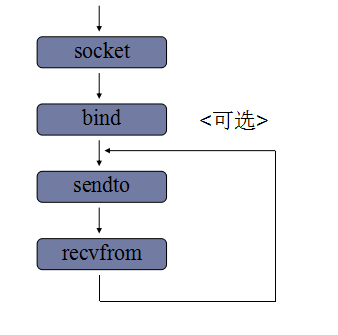 socket
bind <可选>
sendto
recvfrom